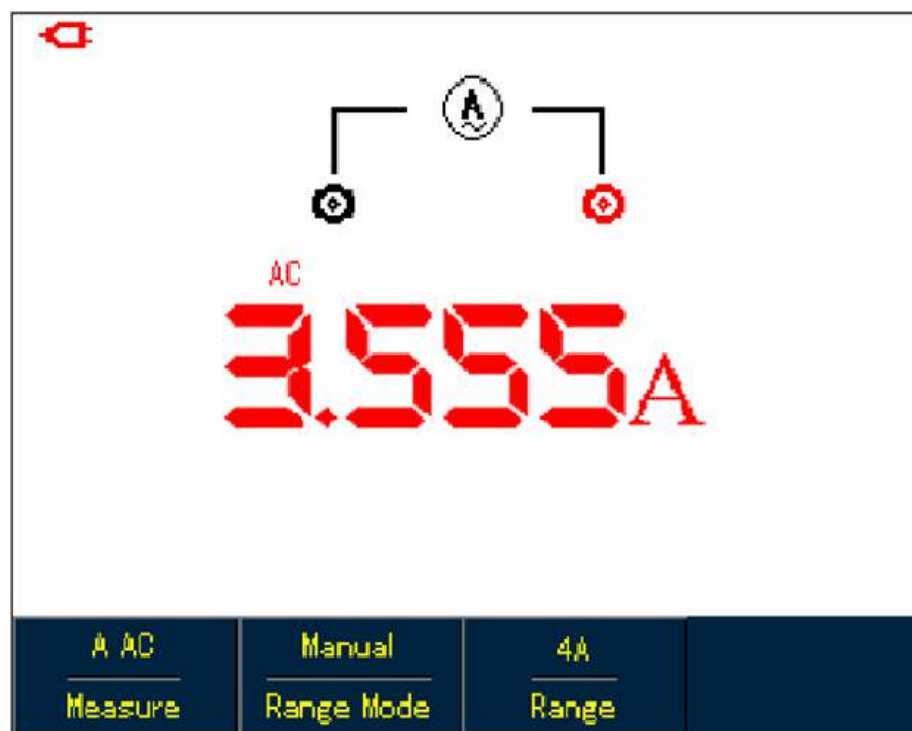 A
AC
3.555A
A AC
Manual
4A
Measure
Range Mode
Range